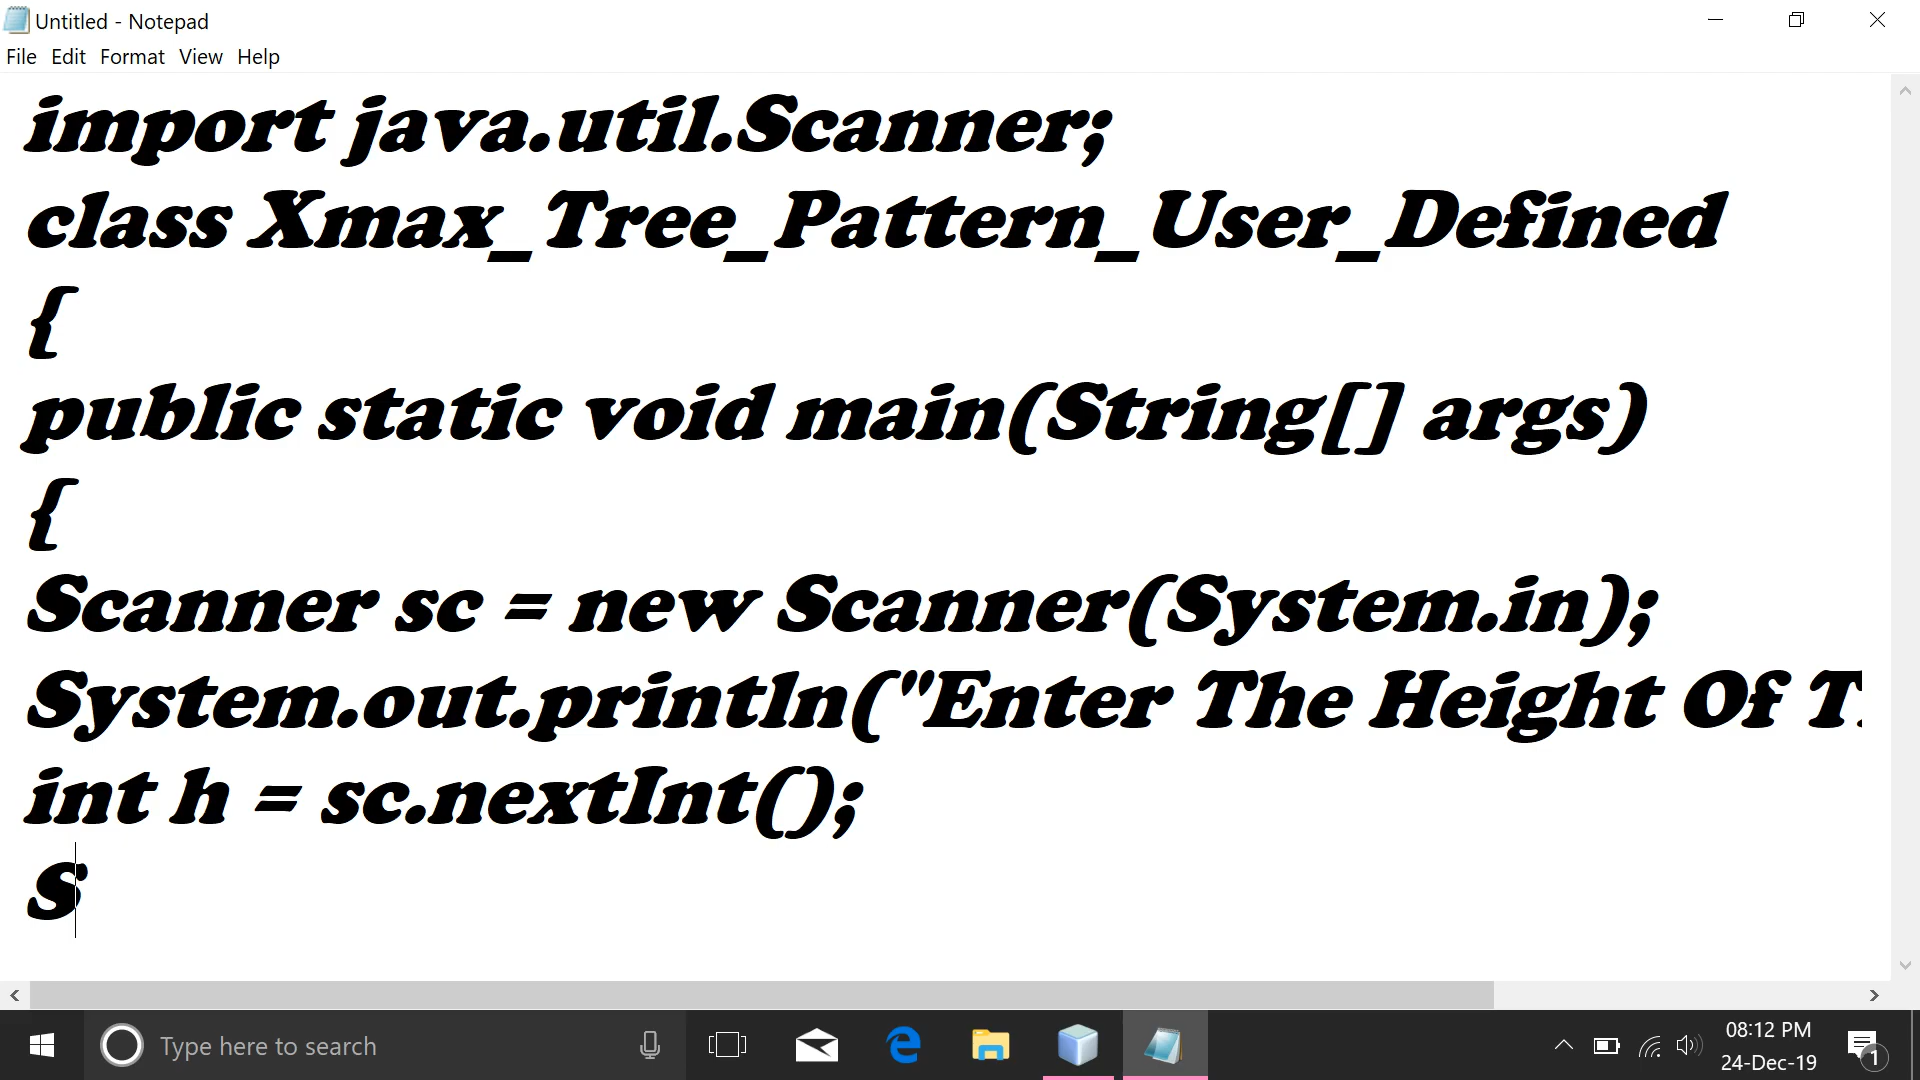 Untitled - Notepad
File Edit Format View Help
import java.util.Scanner;
class Xmax_Tree_Pattern_User_Defined
{
public static void main(String[] args)
{
Scanner sc = new Scanner(System.in);
System.out.println("Enter The Height Of
int h = sc.nextInt();
S
Type here to search
08:12 PM
24-Dec-19
1